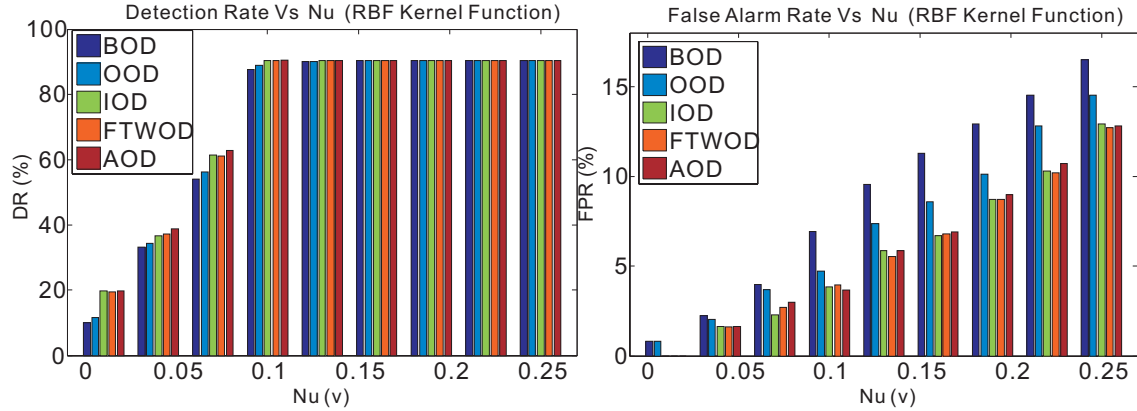 Detection Rate Vs Nu (RBF Kernel Function)
100
80
60
40
20
0
DR (%)
BOD
OOD
IOD
FTWOD
AOD
0 0.05 0.1 0.15 0.2 0.25
Nu (v)
False Alarm Rate Vs Nu (RBF Kernel Function)
15
10
5
0
FPR (%)
BOD
OOD
IOD
FTWOD
AOD
0 0.05 0.1 0.15 0.2 0.25
Nu (v)